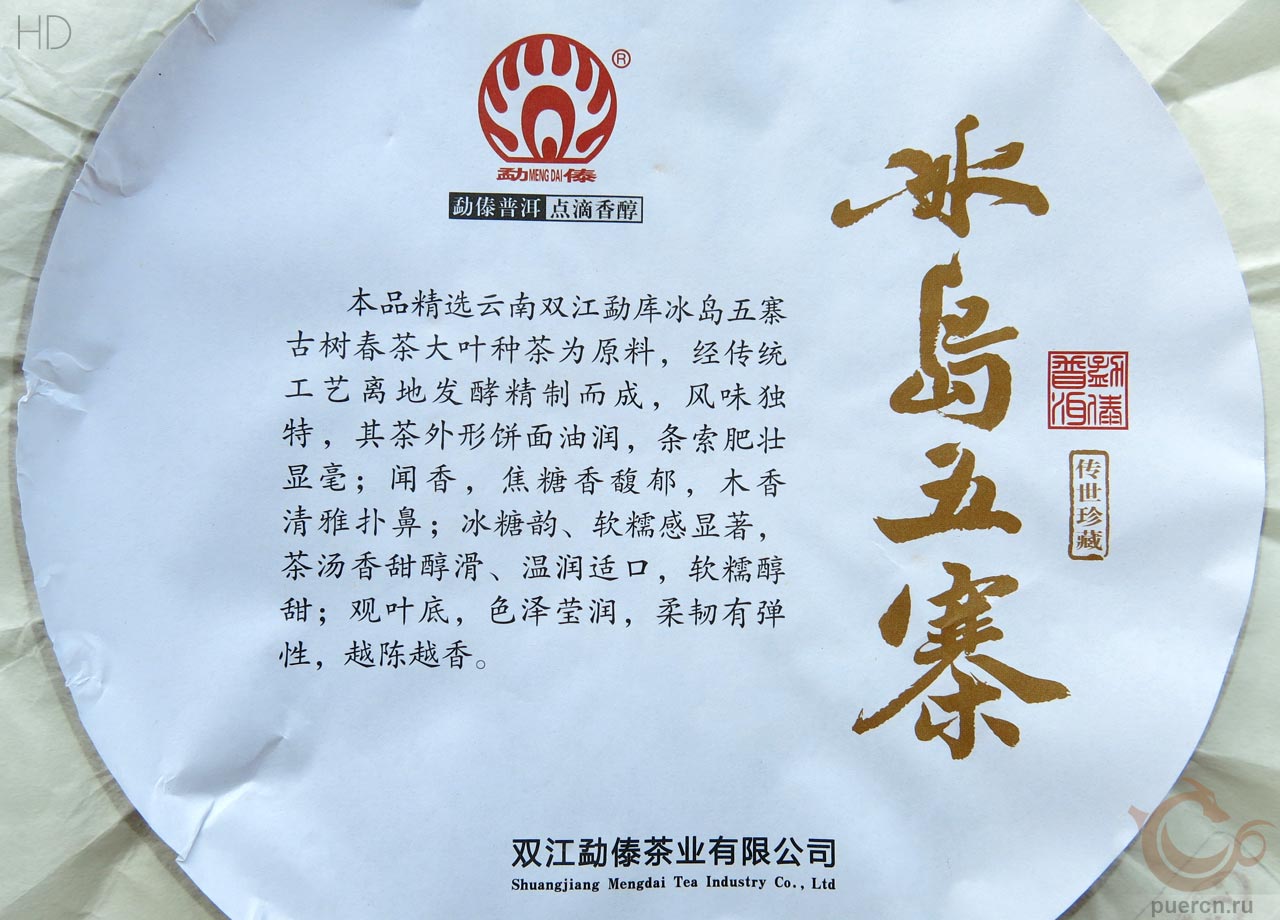 HD
®
勐MENG DAI傣
勐傣普洱 点滴香醇
本品精选云南双江勐库冰岛五寨
古树春茶大叶种茶为原料，经传统
工艺离地发酵精制而成，风味独
特，其茶外形饼面油润，条索肥壮
显毫；闻香，焦糖香馥郁，木香
清雅扑鼻；冰糖韵、软糯感显著，
茶汤香甜醇滑、温润适口，软糯醇
甜；观叶底，色泽莹润，柔韧有弹
性，越陈越香。
冰岛五寨
勐傣
普洱
传世珍藏
双江勐傣茶业有限公司
Shuangjiang Mengdai Tea Industry Co., Ltd
puercn.ru